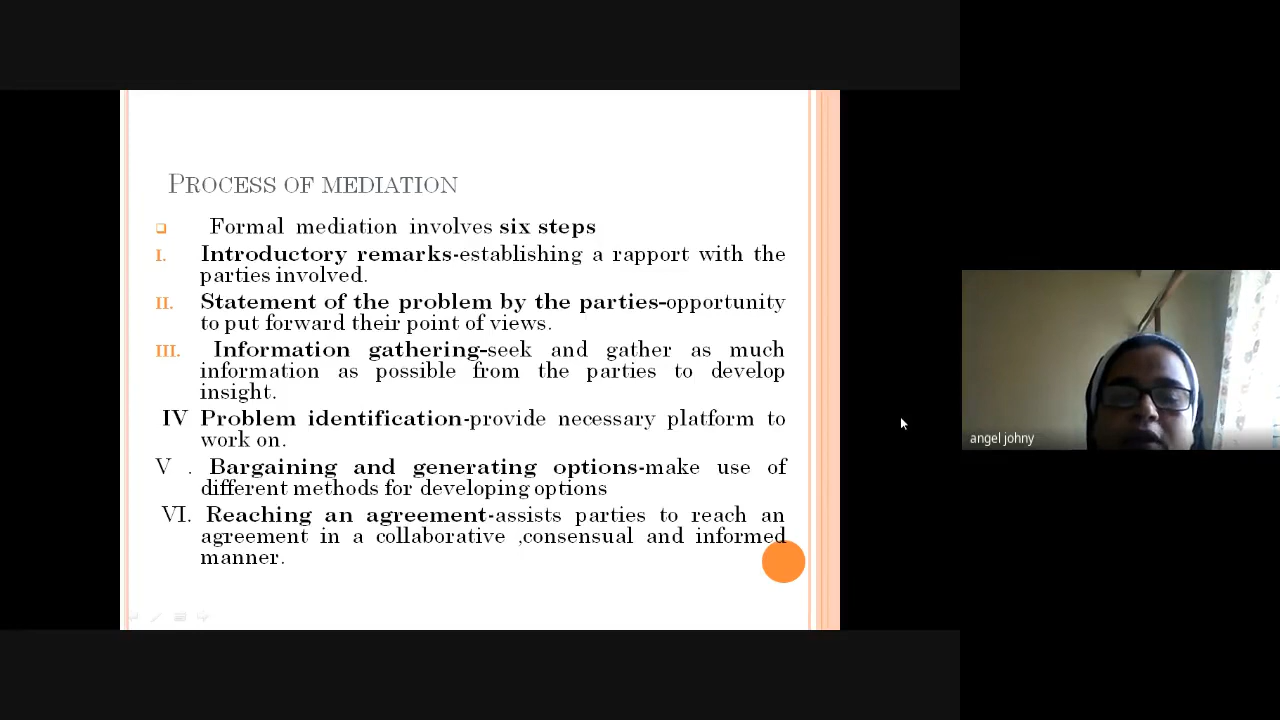 PROCESS OF MEDIATION
Formal mediation involves six steps
I. Introductory remarks-establishing a rapport with the
parties involved.
II. Statement of the problem by the parties-opportunity
to put forward their point of views.
III. Information gathering-seek and gather as much
information as possible from the parties to develop
insight.
IV Problem identification-provide necessary platform to
work on.
V . Bargaining and generating options-make use of
different methods for developing options
VI. Reaching an agreement-assists parties to reach an
agreement in a collaborative ,consensual and informed
manner.
angel johny